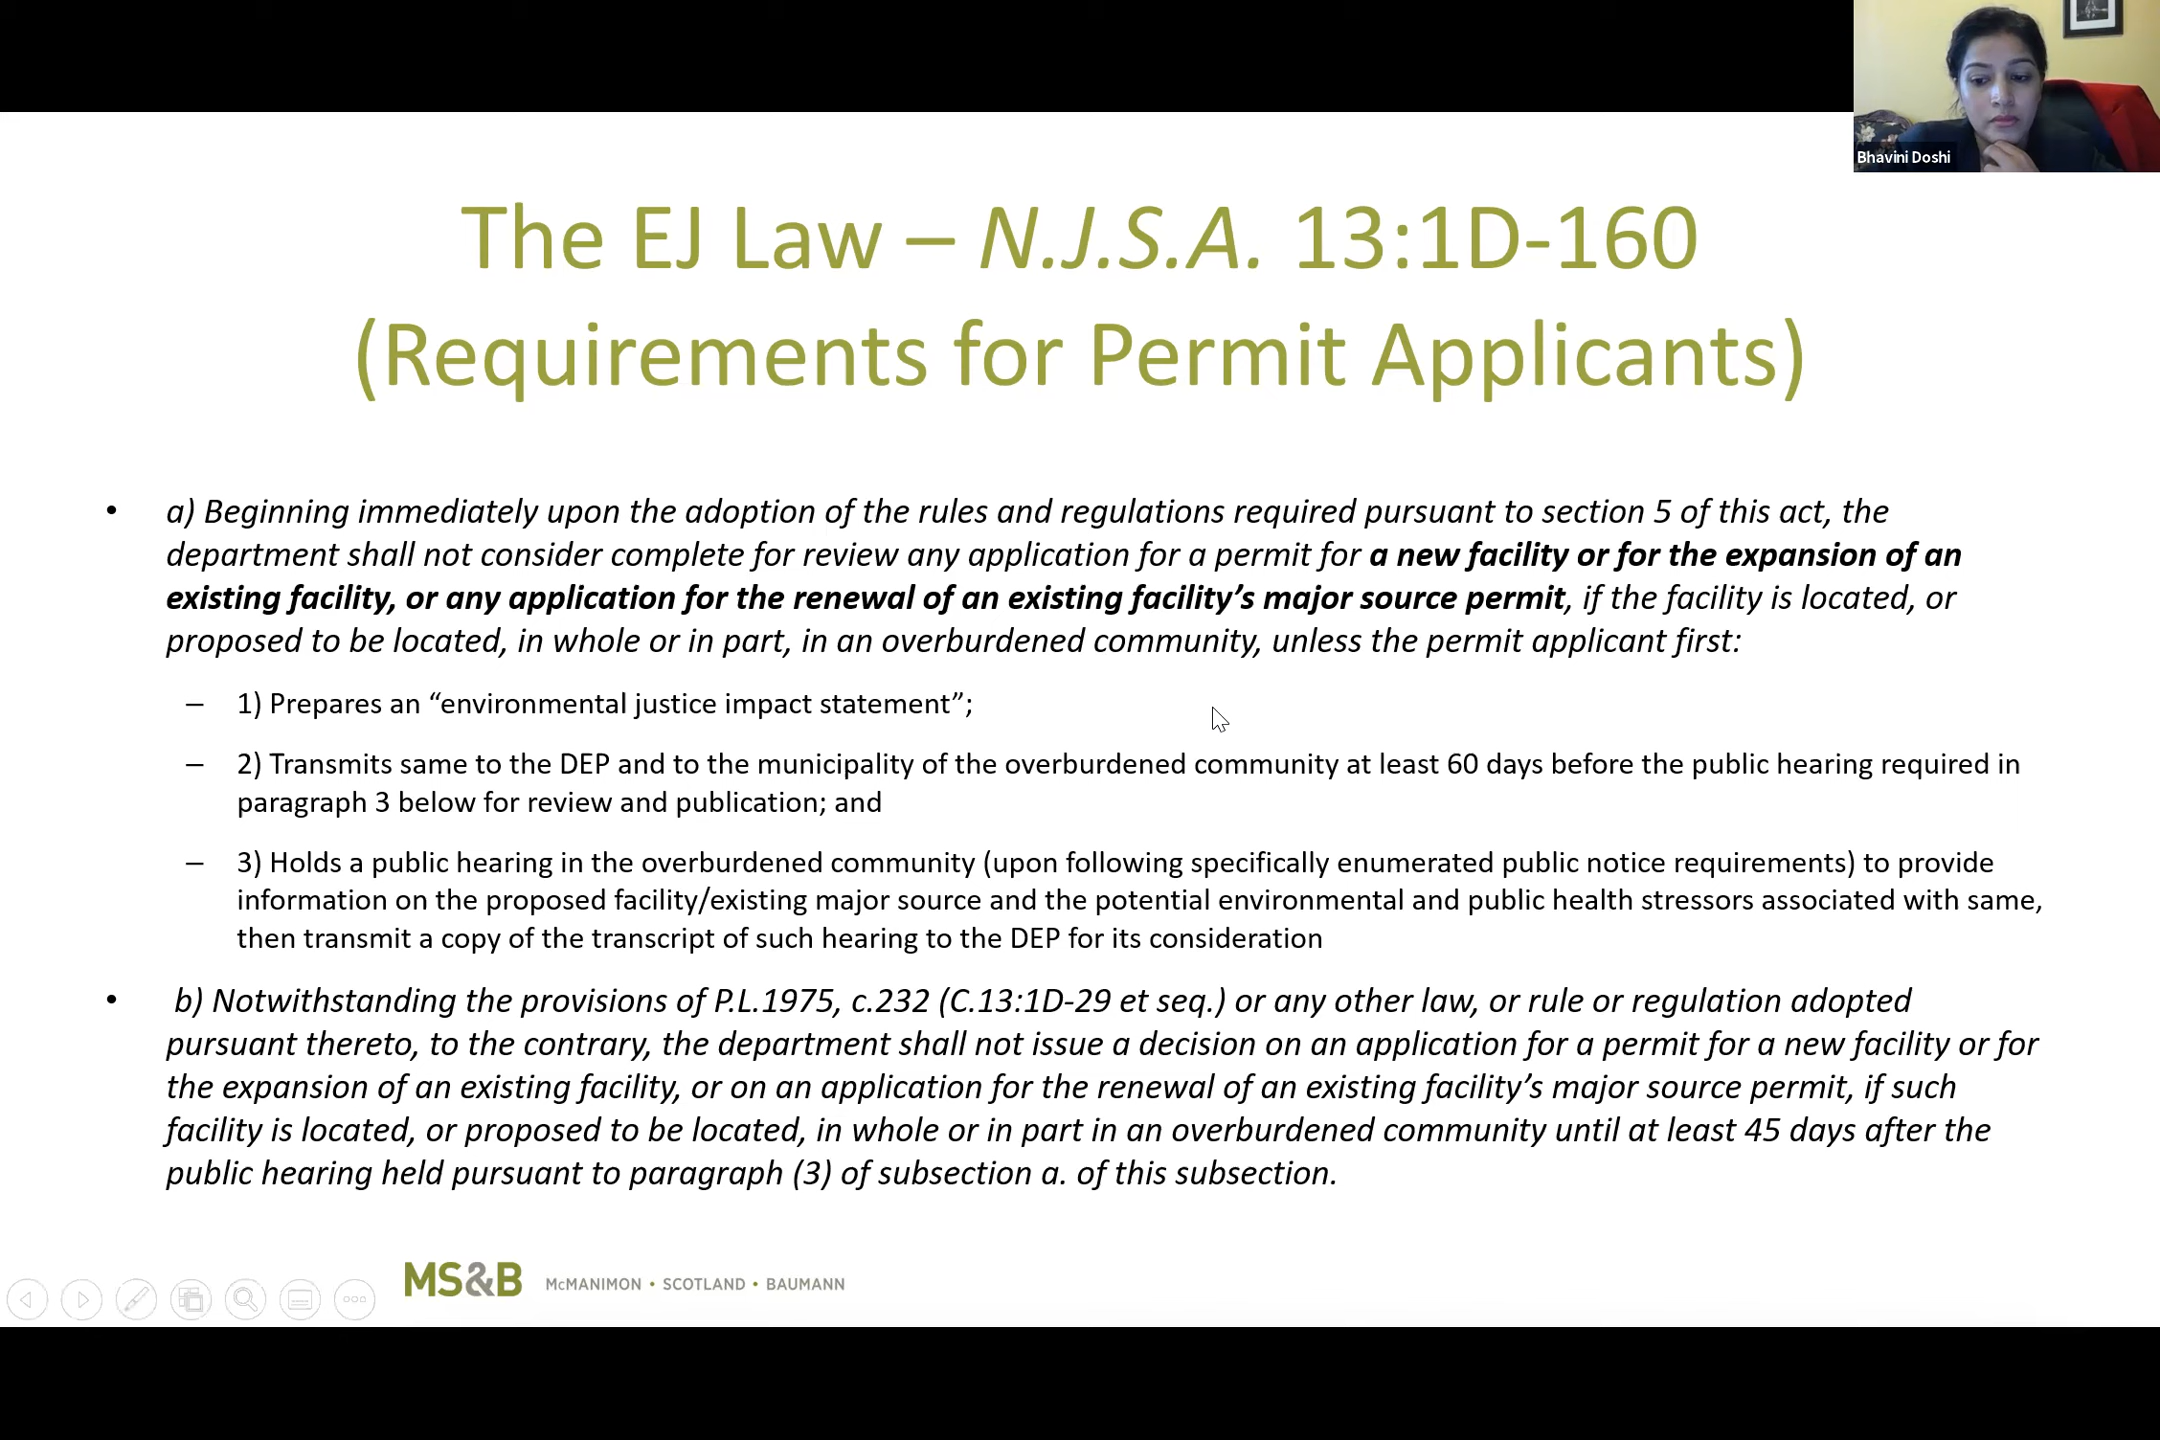 Bhavini Doshi
The EJ Law – N.J.S.A. 13:1D-160
(Requirements for Permit Applicants)
• a) Beginning immediately upon the adoption of the rules and regulations required pursuant to section 5 of this act, the
department shall not consider complete for review any application for a permit for a new facility or for the expansion of an
existing facility, or any application for the renewal of an existing facility’s major source permit, if the facility is located, or
proposed to be located, in whole or in part, in an overburdened community, unless the permit applicant first:
– 1) Prepares an “environmental justice impact statement”;
– 2) Transmits same to the DEP and to the municipality of the overburdened community at least 60 days before the public hearing required in
paragraph 3 below for review and publication; and
– 3) Holds a public hearing in the overburdened community (upon following specifically enumerated public notice requirements) to provide
information on the proposed facility/existing major source and the potential environmental and public health stressors associated with same,
then transmit a copy of the transcript of such hearing to the DEP for its consideration
• b) Notwithstanding the provisions of P.L.1975, c.232 (C.13:1D-29 et seq.) or any other law, or rule or regulation adopted
pursuant thereto, to the contrary, the department shall not issue a decision on an application for a permit for a new facility or for
the expansion of an existing facility, or on an application for the renewal of an existing facility’s major source permit, if such
facility is located, or proposed to be located, in whole or in part in an overburdened community until at least 45 days after the
public hearing held pursuant to paragraph (3) of subsection a. of this subsection.
MS&B McMANIMON • SCOTLAND • BAUMANN